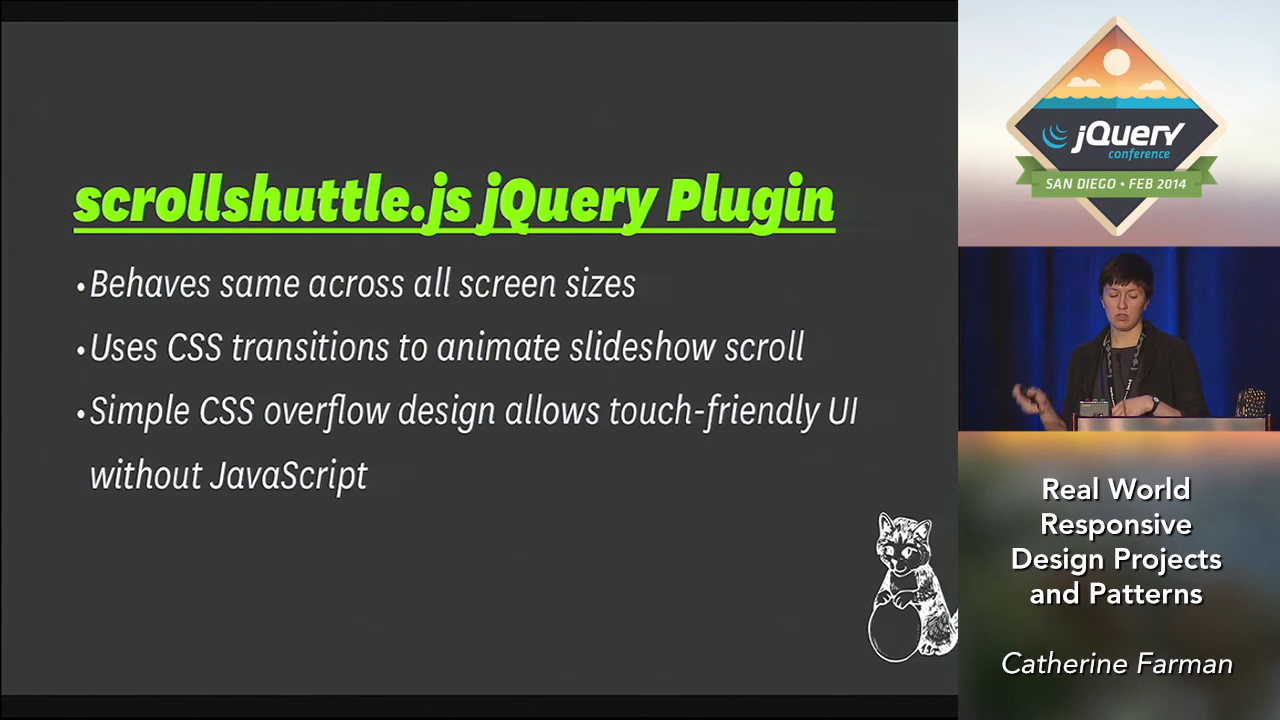 scrollshuttle.js jQuery Plugin
•Behaves same across all screen sizes
•Uses CSS transitions to animate slideshow scroll
•Simple CSS overflow design allows touch-friendly UI
without JavaScript
jQuery
conference
SAN DIEGO • FEB 2014
Real World
Responsive
Design Projects
and Patterns
Catherine Farman